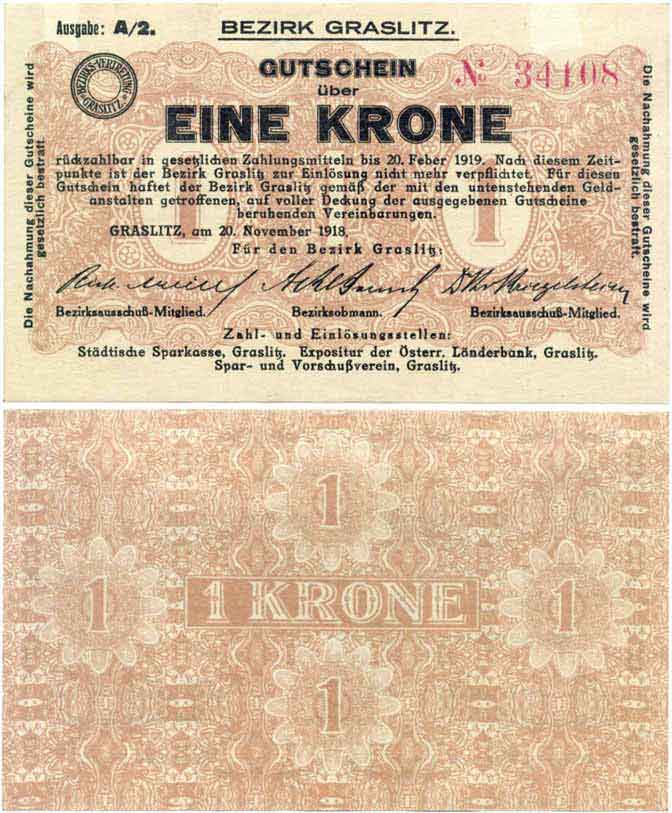 Ausgabe: A/2.
BEZIRK GRASLITZ.
BEZIRKS-VERTRETUNG GRASLITZ.
GUTSCHEIN
№ 34108
über
EINE KRONE
rückzahlbar in gesetzlichen Zahlungsmitteln bis 20. Feber 1919. Nach diesem Zeit-
punkte ist der Bezirk Graslitz zur Einlösung nicht mehr verpflichtet. Für diesen
Gutschein haftet der Bezirk Graslitz gemäß der mit den untenstehenden Geld-
anstalten getroffenen, auf voller Deckung der ausgegebenen Gutscheine
beruhenden Vereinbarungen.
1 1
GRASLITZ, am 20. November 1918.
Für den Bezirk Graslitz:
Bezirksausschuß-Mitglied. Bezirksobmann. Bezirksausschuß-Mitglied.
Zahl- und Einlösungsstellen:
Städtische Sparkasse, Graslitz. Expositur der Österr. Länderbank, Graslitz.
Spar- und Vorschußverein, Graslitz.
Die Nachahmung dieser Gutscheine wird
gesetzlich bestraft.
Die Nachahmung dieser Gutscheine wird
gesetzlich bestraft.
1
1 1 KRONE 1
1